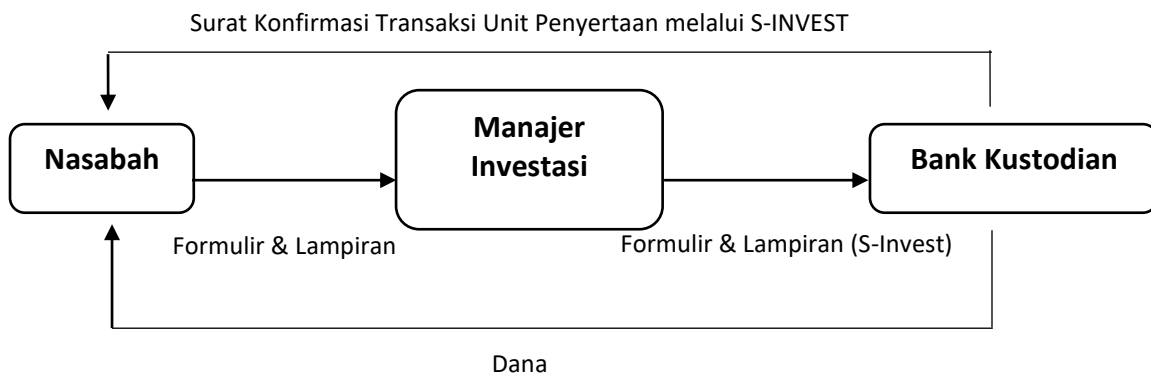 Surat Konfirmasi Transaksi Unit Penyertaan melalui S-INVEST
Nasabah
Manajer
Investasi
Bank Kustodian
Formulir & Lampiran
Formulir & Lampiran (S-Invest)
Dana